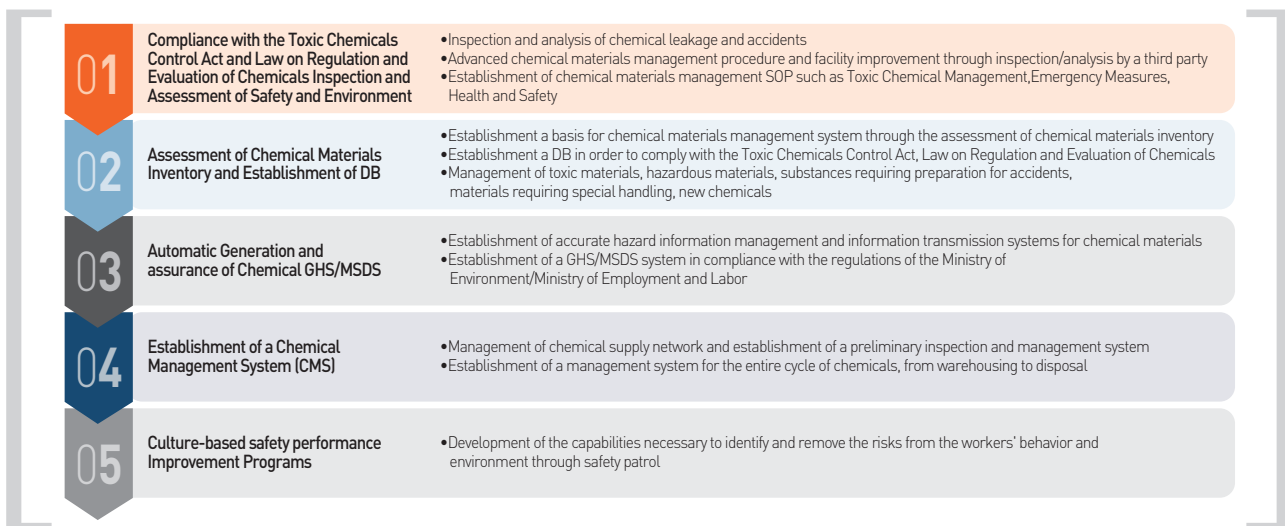 01
Compliance with the Toxic Chemicals
Control Act and Law on Regulation and
Evaluation of Chemicals Inspection and
Assessment of Safety and Environment
•Inspection and analysis of chemical leakage and accidents
•Advanced chemical materials management procedure and facility improvement through inspection/analysis by a third party
•Establishment of chemical materials management SOP such as Toxic Chemical Management,Emergency Measures,
Health and Safety
02
Assessment of Chemical Materials
Inventory and Establishment of DB
•Establishment a basis for chemical materials management system through the assessment of chemical materials inventory
•Establishment a DB in order to comply with the Toxic Chemicals Control Act, Law on Regulation and Evaluation of Chemicals
•Management of toxic materials, hazardous materials, substances requiring preparation for accidents,
materials requiring special handling, new chemicals
03
Automatic Generation and
assurance of Chemical GHS/MSDS
•Establishment of accurate hazard information management and information transmission systems for chemical materials
•Establishment of a GHS/MSDS system in compliance with the regulations of the Ministry of
Environment/Ministry of Employment and Labor
04
Establishment of a Chemical
Management System (CMS)
•Management of chemical supply network and establishment of a preliminary inspection and management system
•Establishment of a management system for the entire cycle of chemicals, from warehousing to disposal
05
Culture-based safety performance
Improvement Programs
•Development of the capabilities necessary to identify and remove the risks from the workers' behavior and
environment through safety patrol